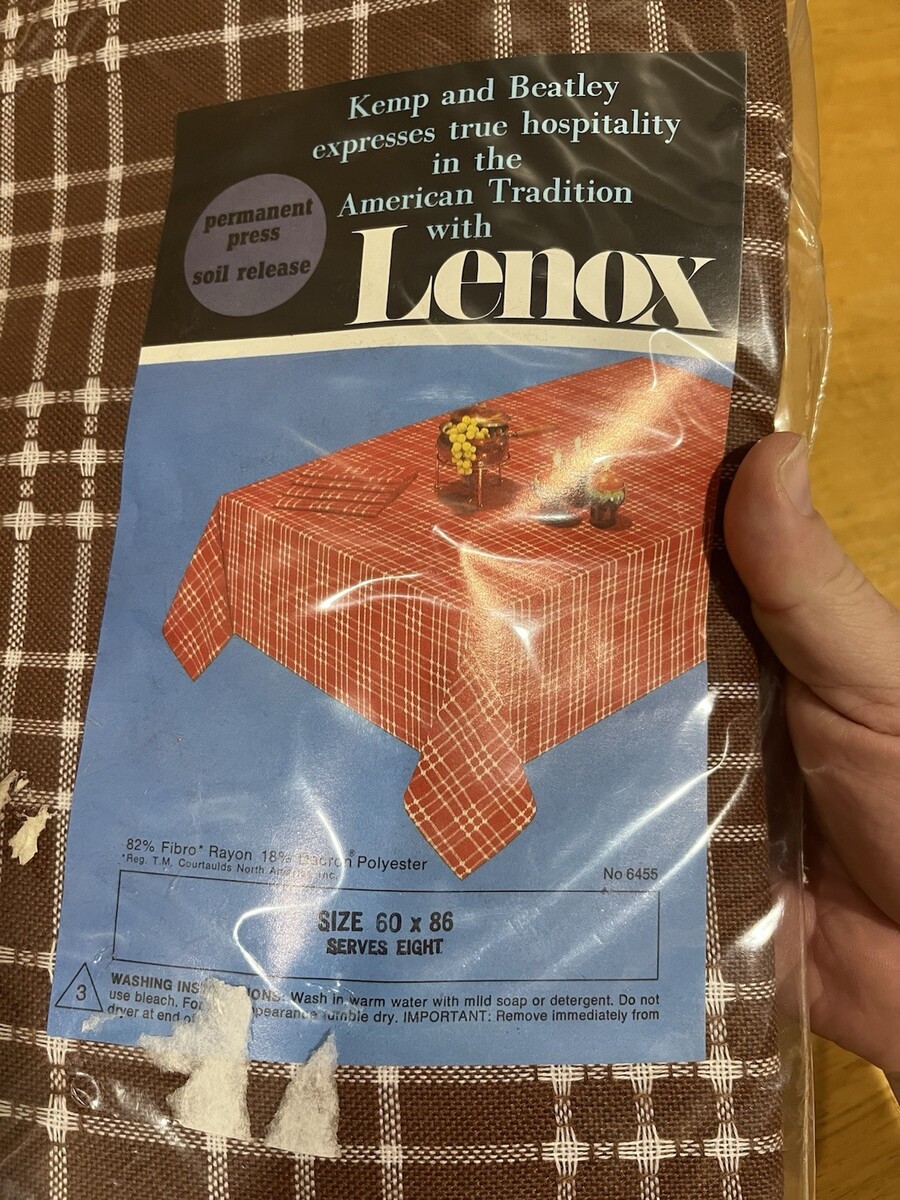 Kemp and Beatley
expresses true hospitality
in the
American Tradition
with
Lenox
permanent
press
soil release
82% Fibro* Rayon 18% Dacron® Polyester
*Reg. T.M. Courtaulds North America Inc.
No 6455
SIZE 60 x 86
SERVES EIGHT
3
WASHING INS IONS: Wash in warm water with mild soap or detergent. Do not
use bleach. For pearance tumble dry. IMPORTANT: Remove immediately from
dryer at end of